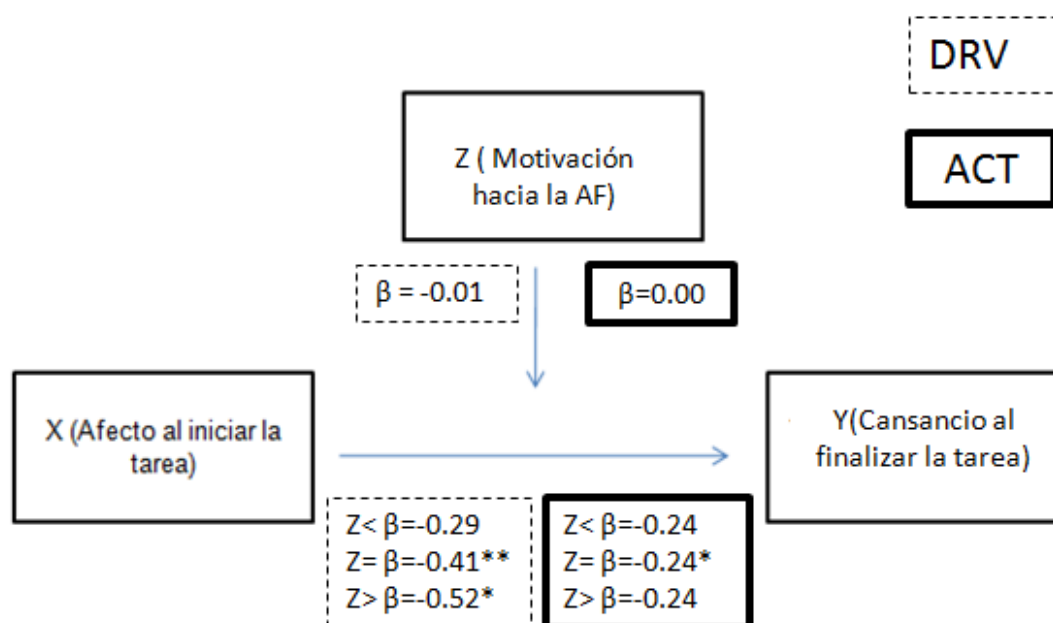 DRV
Z ( Motivación
hacia la AF)
ACT
β = -0.01
β=0.00
X (Afecto al iniciar la
tarea)
Y(Cansancio al
finalizar la tarea)
Z< β=-0.29
Z= β=-0.41**
Z> β=-0.52*
Z< β=-0.24
Z= β=-0.24*
Z> β=-0.24